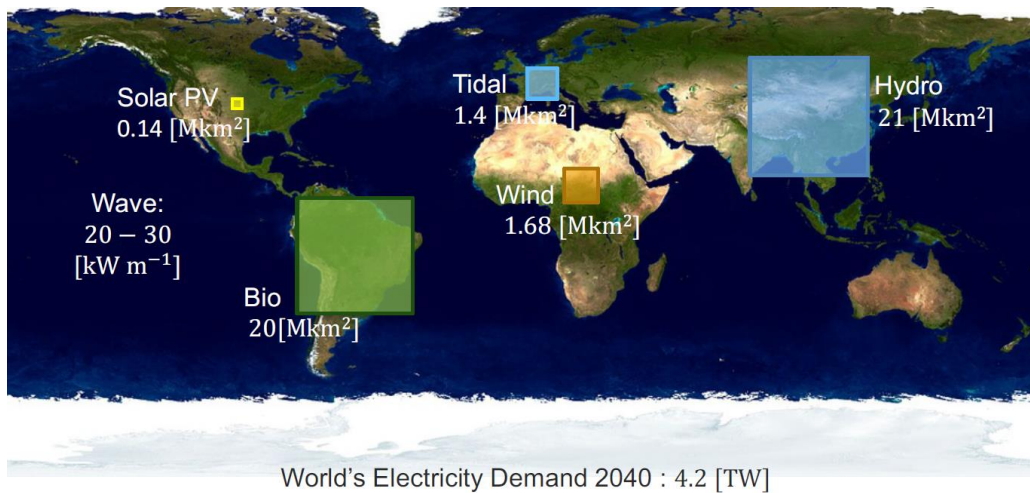 Solar PV
0.14 [Mkm²]
Tidal
1.4 [Mkm²]
Hydro
21 [Mkm²]
Wave:
20 − 30
[kW m⁻¹]
Wind
1.68 [Mkm²]
Bio
20[Mkm²]
World's Electricity Demand 2040 : 4.2 [TW]